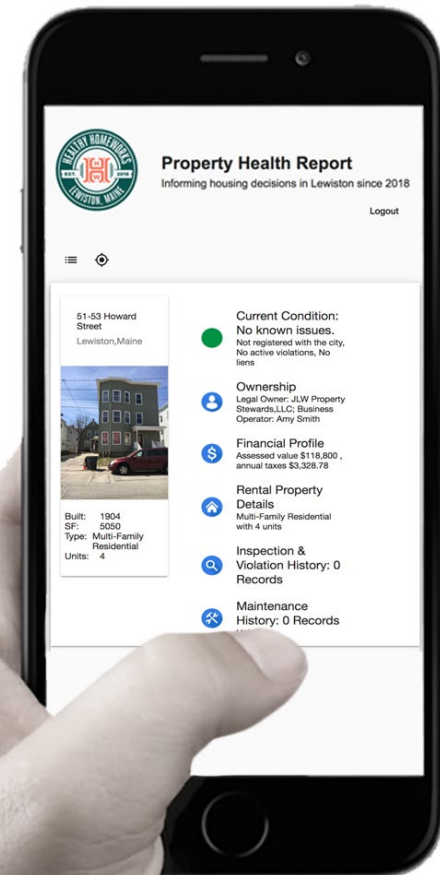 HEALTHY HOMEWORKS
EST. 2018
LEWISTON, MAINE
Property Health Report
Informing housing decisions in Lewiston since 2018
Logout
51-53 Howard
Street
Lewiston,Maine
Built: 1904
SF: 5050
Type: Multi-Family
Residential
Units: 4
Current Condition:
No known issues.
Not registered with the city,
No active violations, No
liens
Ownership
Legal Owner: JLW Property
Stewards,LLC; Business
Operator: Amy Smith
Financial Profile
Assessed value $118,800 ,
annual taxes $3,328.78
Rental Property
Details
Multi-Family Residential
with 4 units
Inspection &
Violation History: 0
Records
Maintenance
History: 0 Records